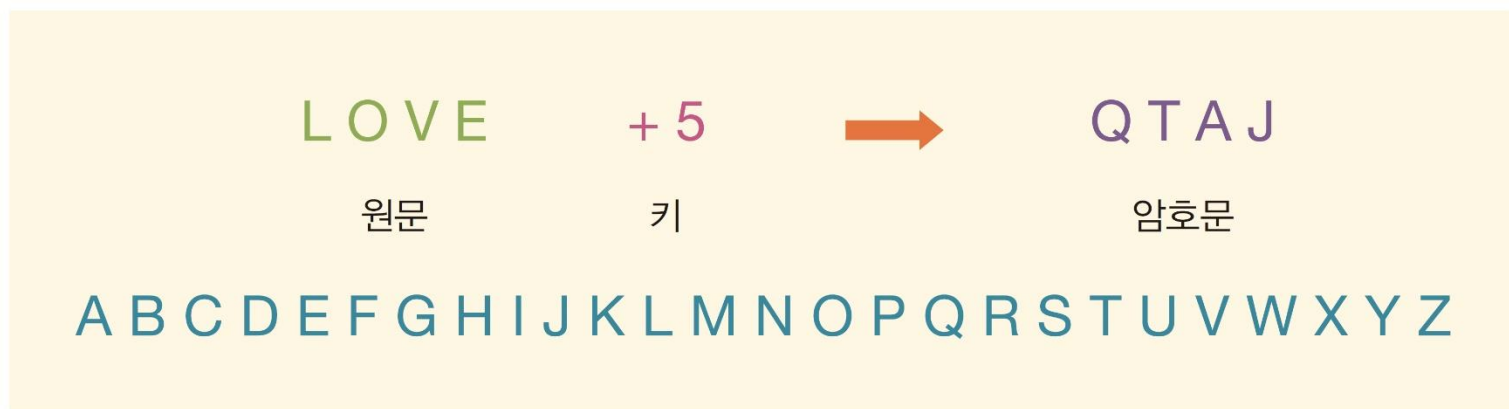 L O V E + 5 Q T A J
원문 키 암호문
A B C D E F G H I J K L M N O P Q R S T U V W X Y Z